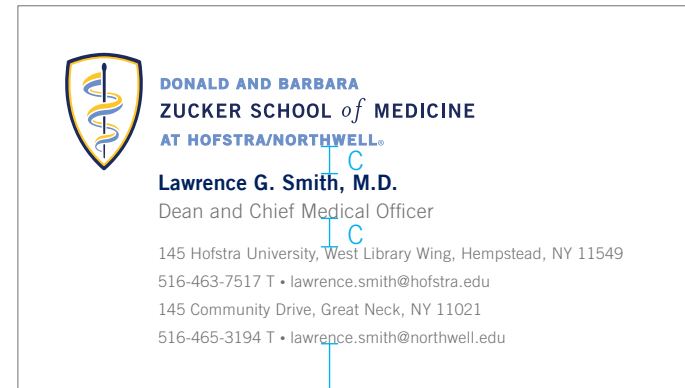 DONALD AND BARBARA
ZUCKER SCHOOL of MEDICINE
AT HOFSTRA/NORTHWELL®
C
Lawrence G. Smith, M.D.
Dean and Chief Medical Officer
C
145 Hofstra University, West Library Wing, Hempstead, NY 11549
516-463-7517 T • lawrence.smith@hofstra.edu
145 Community Drive, Great Neck, NY 11021
516-465-3194 T • lawrence.smith@northwell.edu